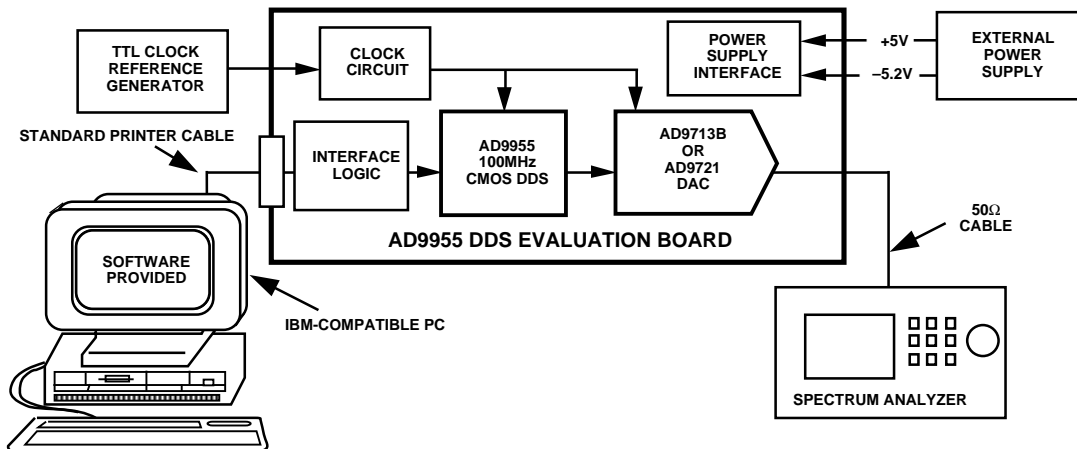 TTL CLOCK
REFERENCE
GENERATOR
CLOCK
CIRCUIT
POWER
SUPPLY
INTERFACE
+5V
–5.2V
EXTERNAL
POWER
SUPPLY
STANDARD PRINTER CABLE
INTERFACE
LOGIC
AD9955
100MHz
CMOS DDS
AD9713B
OR
AD9721
DAC
AD9955 DDS EVALUATION BOARD
50Ω
CABLE
SOFTWARE
PROVIDED
IBM-COMPATIBLE PC
SPECTRUM ANALYZER